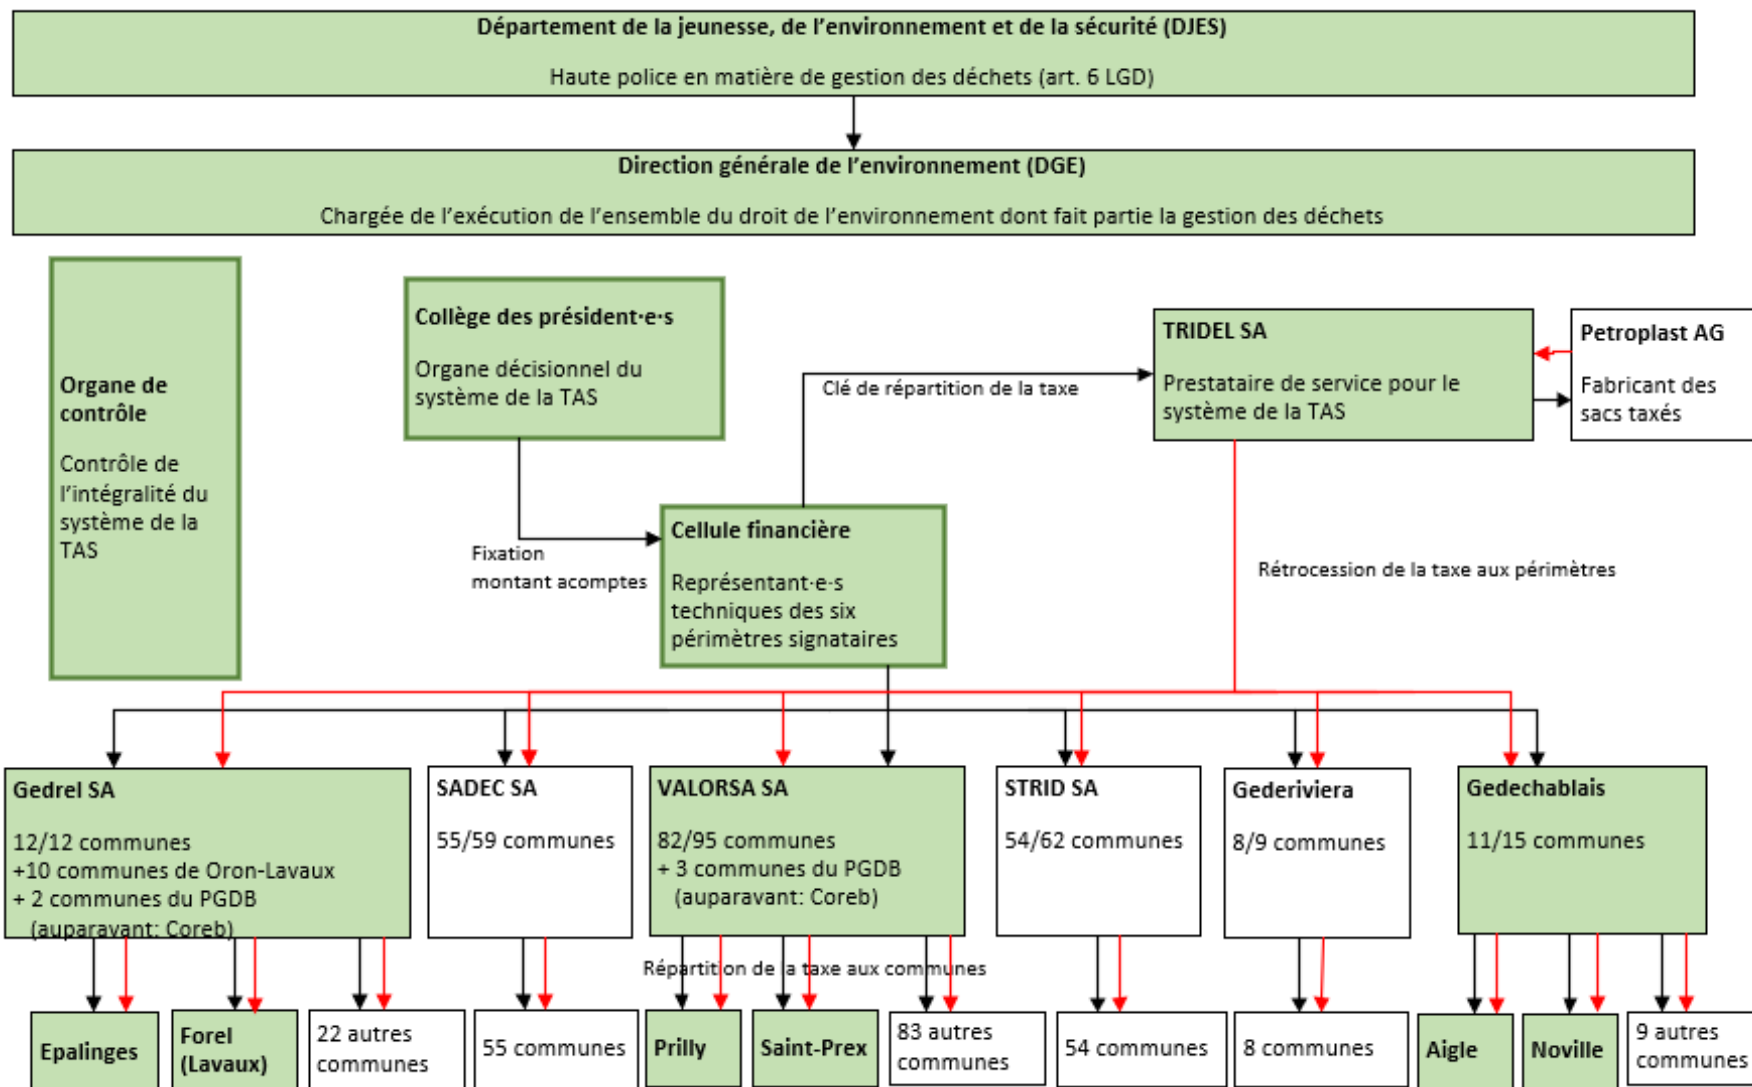 Département de la jeunesse, de l'environnement et de la sécurité (DJES)
Haute police en matière de gestion des déchets (art. 6 LGD)
Direction générale de l'environnement (DGE)
Chargée de l'exécution de l'ensemble du droit de l'environnement dont fait partie la gestion des déchets
Organe de
contrôle
Contrôle de
l'intégralité du
système de la
TAS
Collège des président·e·s
Organe décisionnel du
système de la TAS
Clé de répartition de la taxe
TRIDEL SA
Prestataire de service pour le
système de la TAS
Petroplast AG
Fabricant des
sacs taxés
Fixation
montant acomptes
Cellule financière
Représentant·e·s
techniques des six
périmètres signataires
Rétrocession de la taxe aux périmètres
Gedrel SA
12/12 communes
+10 communes de Oron-Lavaux
+ 2 communes du PGDB
(auparavant: Coreb)
SADEC SA
55/59 communes
VALORSA SA
82/95 communes
+ 3 communes du PGDB
(auparavant: Coreb)
STRID SA
54/62 communes
Gederiviera
8/9 communes
Gedechablais
11/15 communes
Répartition de la taxe aux communes
Epalinges
Forel
(Lavaux)
22 autres
communes
55 communes
Prilly
Saint-Prex
83 autres
communes
54 communes
8 communes
Aigle
Noville
9 autres
communes